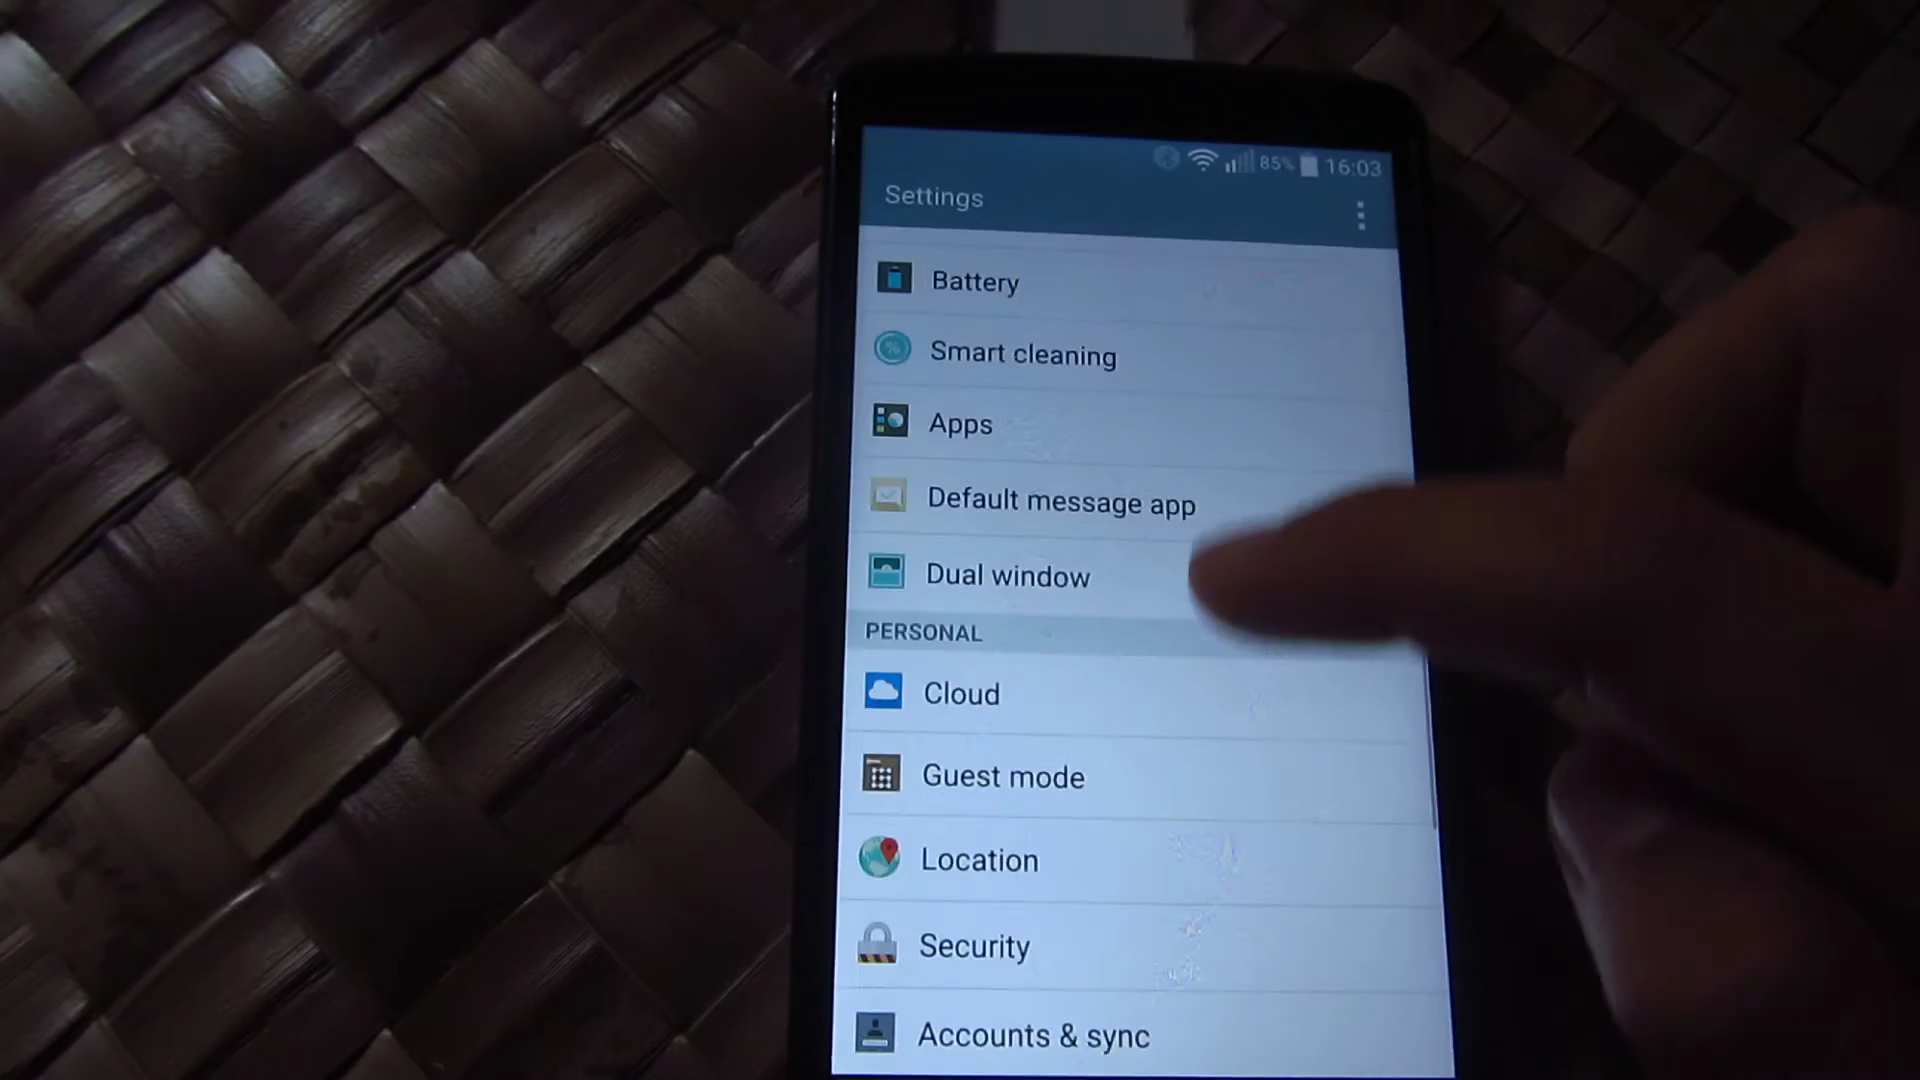 85% 16:03
Settings
Battery
Smart cleaning
Apps
Default message app
Dual window
PERSONAL
Cloud
Guest mode
Location
Security
Accounts & sync